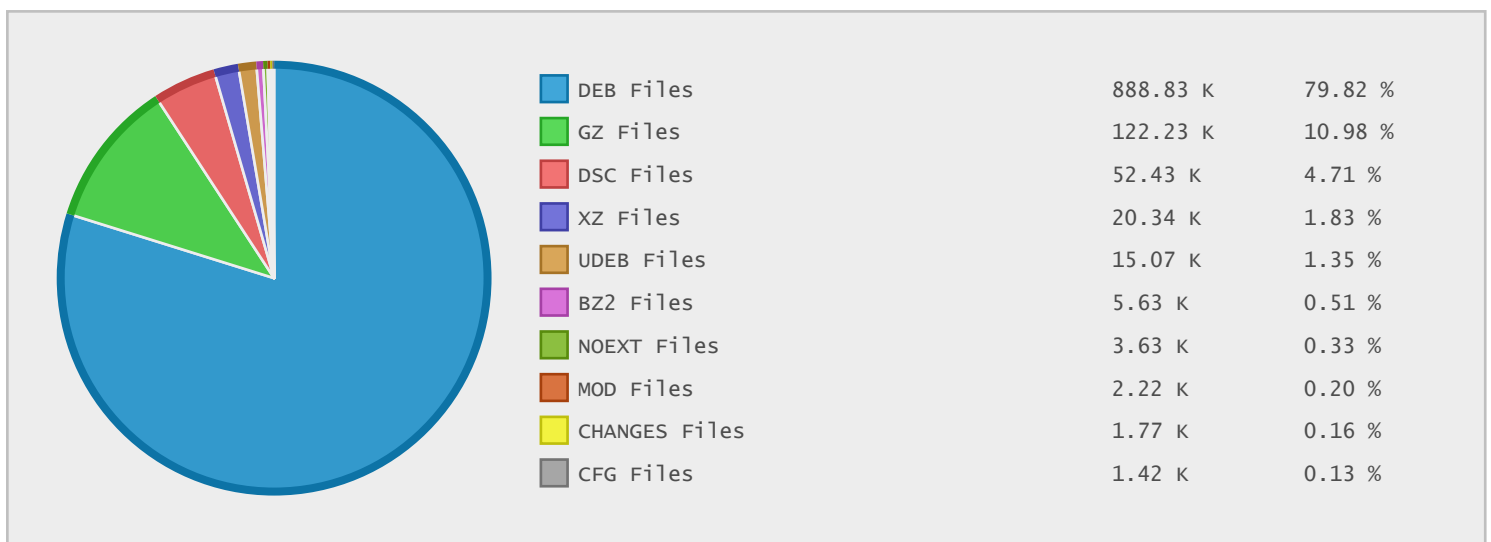 DEB Files 888.83 K 79.82 %
GZ Files 122.23 K 10.98 %
DSC Files 52.43 K 4.71 %
XZ Files 20.34 K 1.83 %
UDEB Files 15.07 K 1.35 %
BZ2 Files 5.63 K 0.51 %
NOEXT Files 3.63 K 0.33 %
MOD Files 2.22 K 0.20 %
CHANGES Files 1.77 K 0.16 %
CFG Files 1.42 K 0.13 %